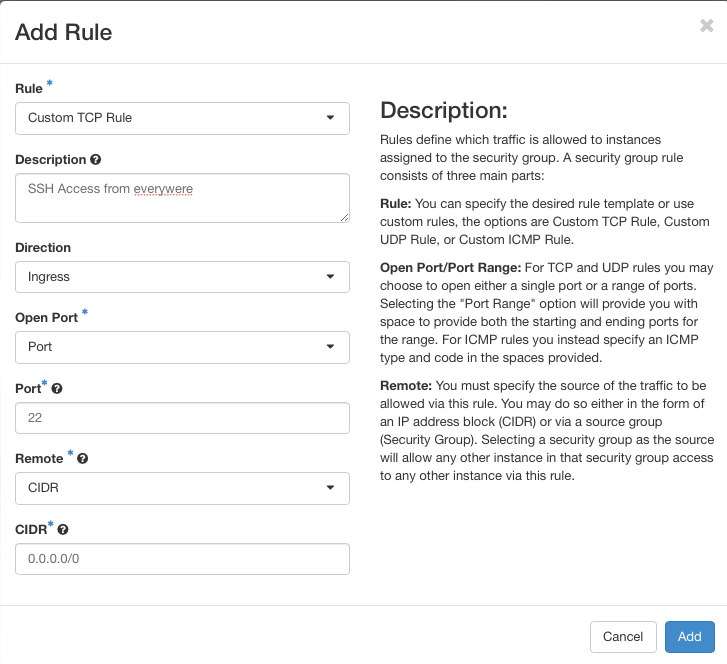 Add Rule
×
Rule *
Custom TCP Rule
Description ?
SSH Access from everywere
Direction
Ingress
Open Port *
Port
Port* ?
22
Remote * ?
CIDR
CIDR* ?
0.0.0.0/0
Description:
Rules define which traffic is allowed to instances
assigned to the security group. A security group rule
consists of three main parts:
Rule: You can specify the desired rule template or use
custom rules, the options are Custom TCP Rule, Custom
UDP Rule, or Custom ICMP Rule.
Open Port/Port Range: For TCP and UDP rules you may
choose to open either a single port or a range of ports.
Selecting the "Port Range" option will provide you with
space to provide both the starting and ending ports for
the range. For ICMP rules you instead specify an ICMP
type and code in the spaces provided.
Remote: You must specify the source of the traffic to be
allowed via this rule. You may do so either in the form of
an IP address block (CIDR) or via a source group
(Security Group). Selecting a security group as the source
will allow any other instance in that security group access
to any other instance via this rule.
Cancel
Add